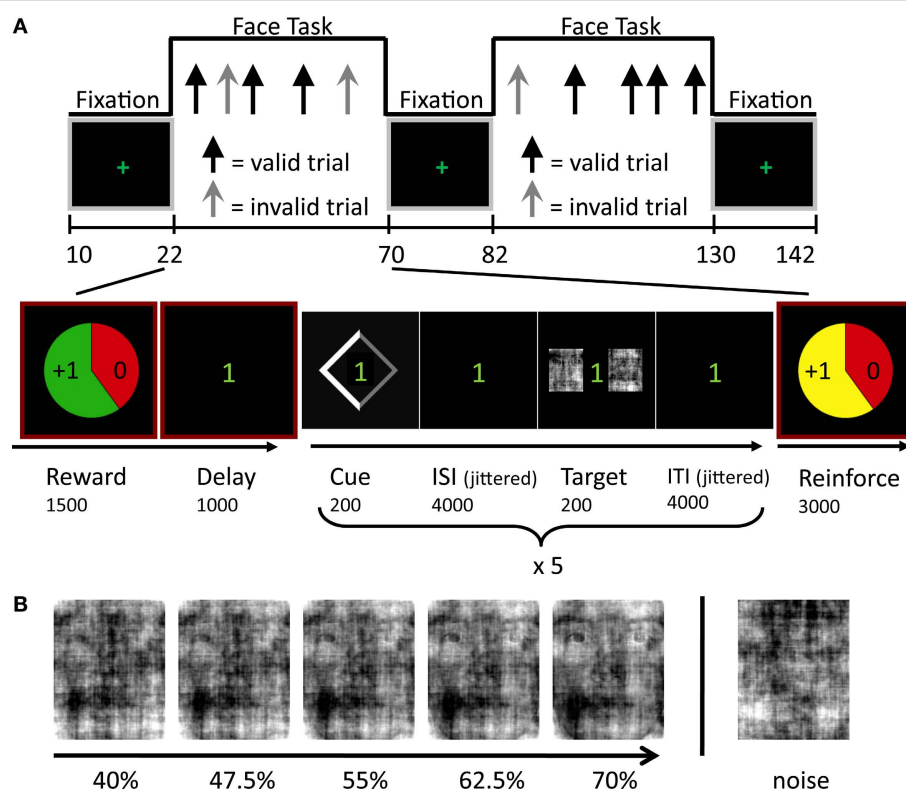 A
Face Task Face Task
Fixation Fixation Fixation
+ + +
= valid trial = valid trial
= invalid trial = invalid trial
10 22 70 82 130 142
+1 0 1 1 1 1 1 +1 0
Reward Delay Cue ISI (jittered) Target ITI (jittered) Reinforce
1500 1000 200 4000 200 4000 3000
x 5
B
40% 47.5% 55% 62.5% 70% noise